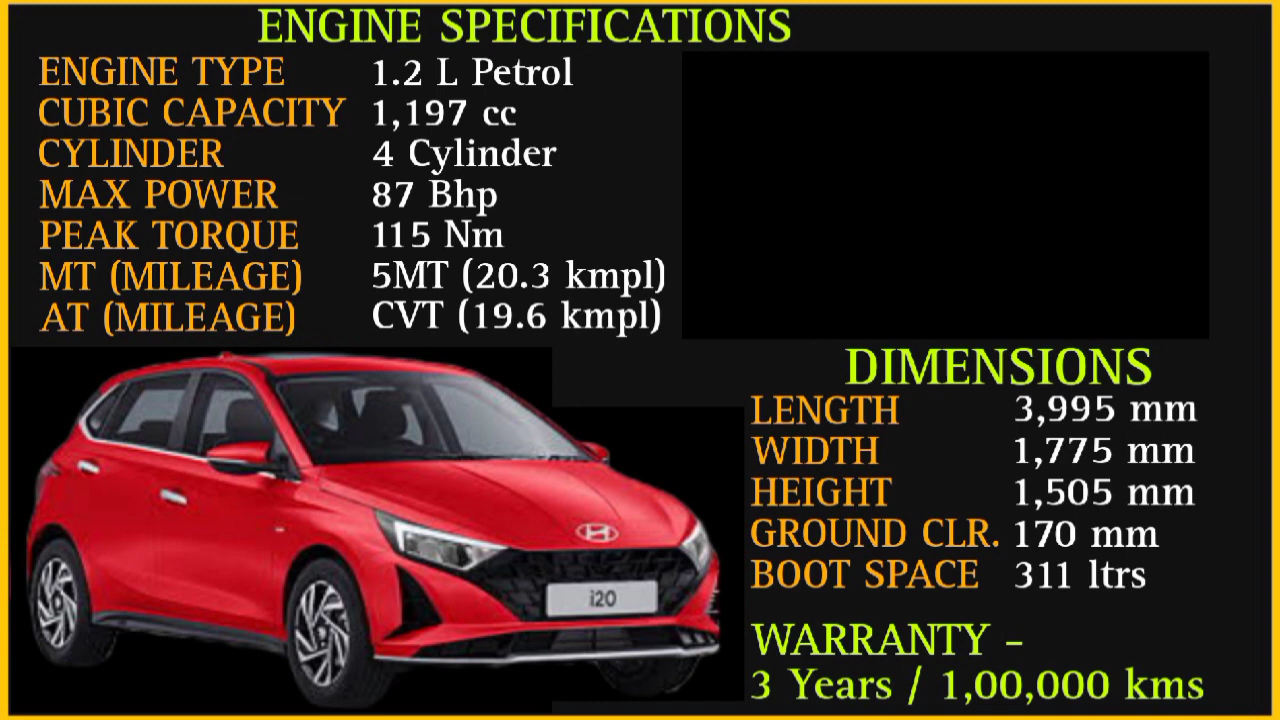 ENGINE SPECIFICATIONS
ENGINE TYPE 1.2 L Petrol
CUBIC CAPACITY 1,197 cc
CYLINDER 4 Cylinder
MAX POWER 87 Bhp
PEAK TORQUE 115 Nm
MT (MILEAGE) 5MT (20.3 kmpl)
AT (MILEAGE) CVT (19.6 kmpl)
i20
DIMENSIONS
LENGTH 3,995 mm
WIDTH 1,775 mm
HEIGHT 1,505 mm
GROUND CLR. 170 mm
BOOT SPACE 311 ltrs
WARRANTY -
3 Years / 1,00,000 kms